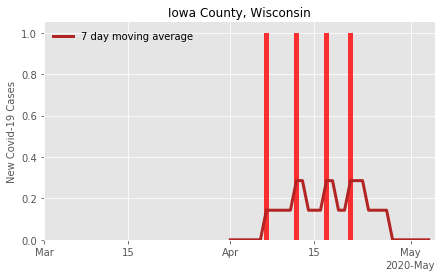 Iowa County, Wisconsin
7 day moving average
New Covid-19 Cases
1.0
0.8
0.6
0.4
0.2
0.0
Mar 15 Apr 15 May
2020-May